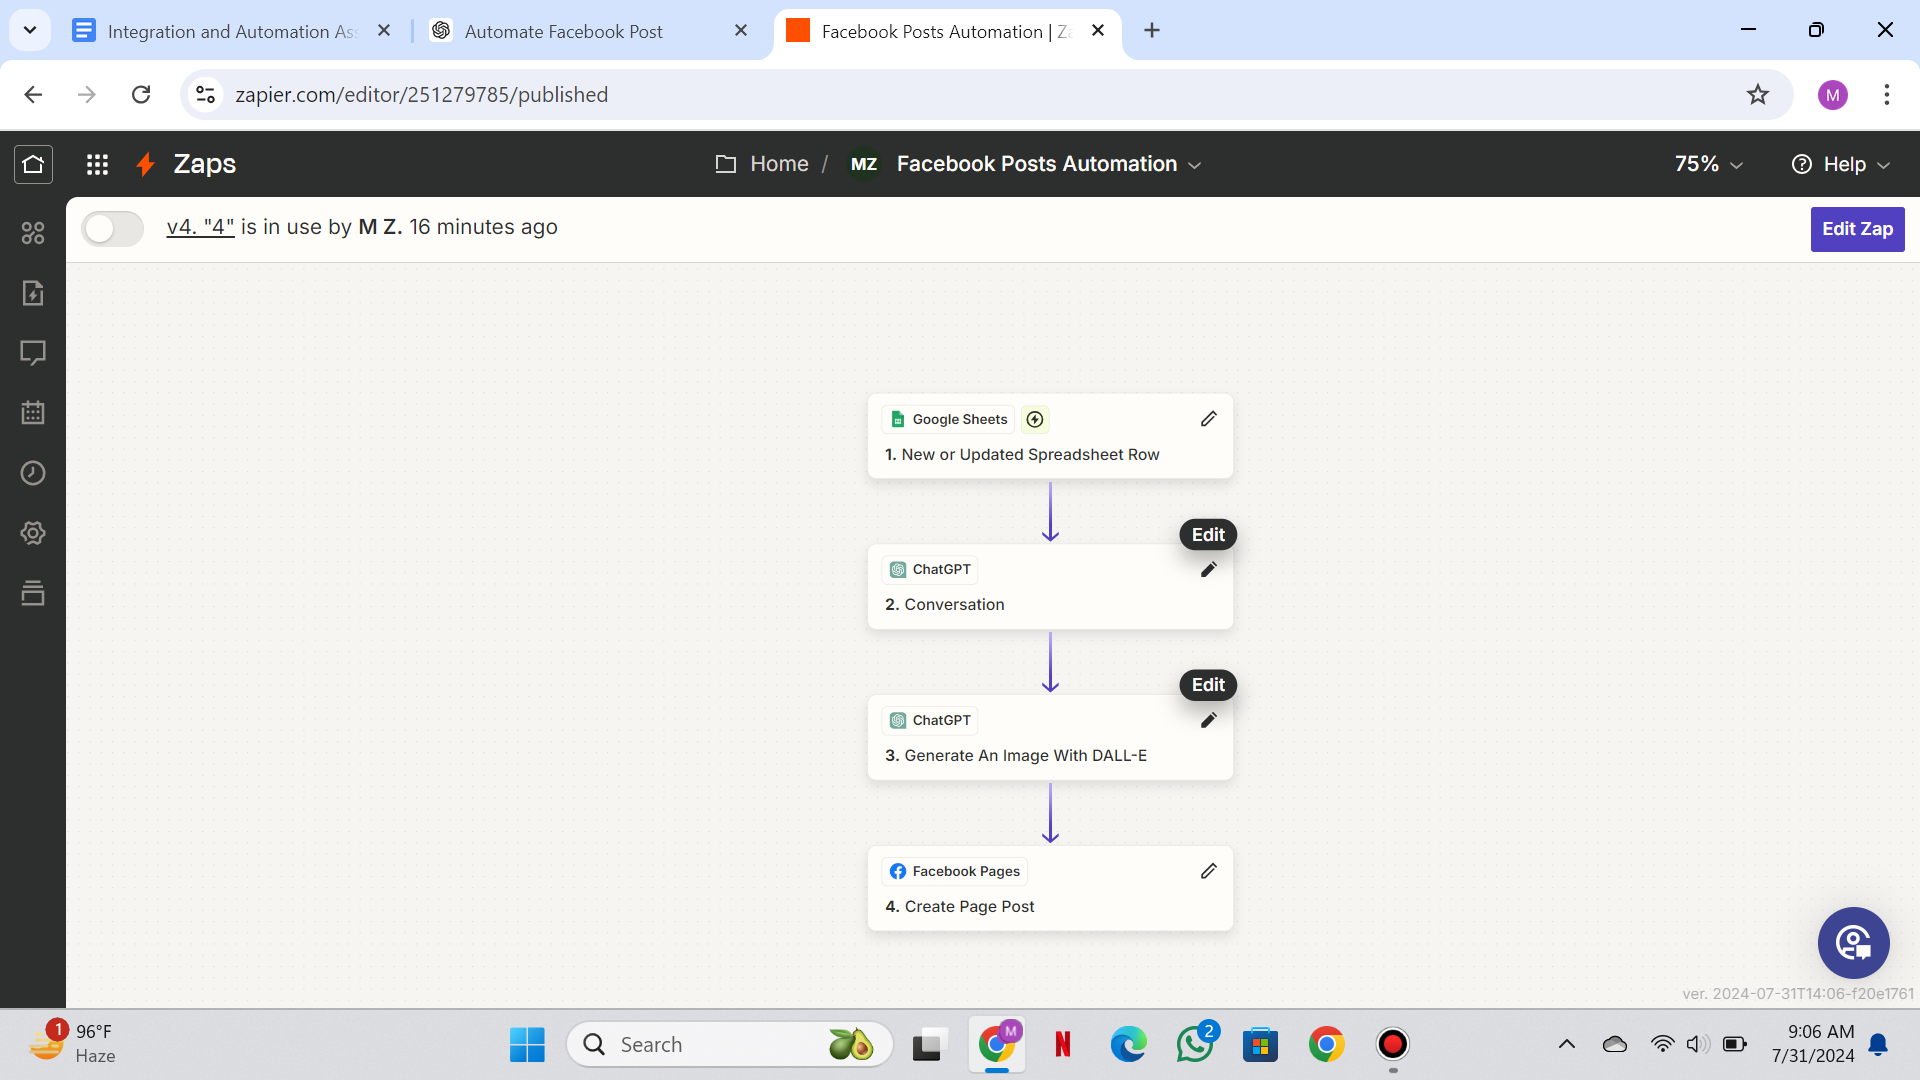 Integration and Automation Ass
Automate Facebook Post
Facebook Posts Automation | Za
zapier.com/editor/251279785/published
M
Zaps
Home /
MZ
Facebook Posts Automation
75%
Help
v4. "4" is in use by M Z. 16 minutes ago
Edit Zap
Google Sheets
1. New or Updated Spreadsheet Row
Edit
ChatGPT
2. Conversation
Edit
ChatGPT
3. Generate An Image With DALL-E
Facebook Pages
4. Create Page Post
ver. 2024-07-31T14:06-f20e1761
1
96°F
Haze
Search
M
N
2
9:06 AM
7/31/2024